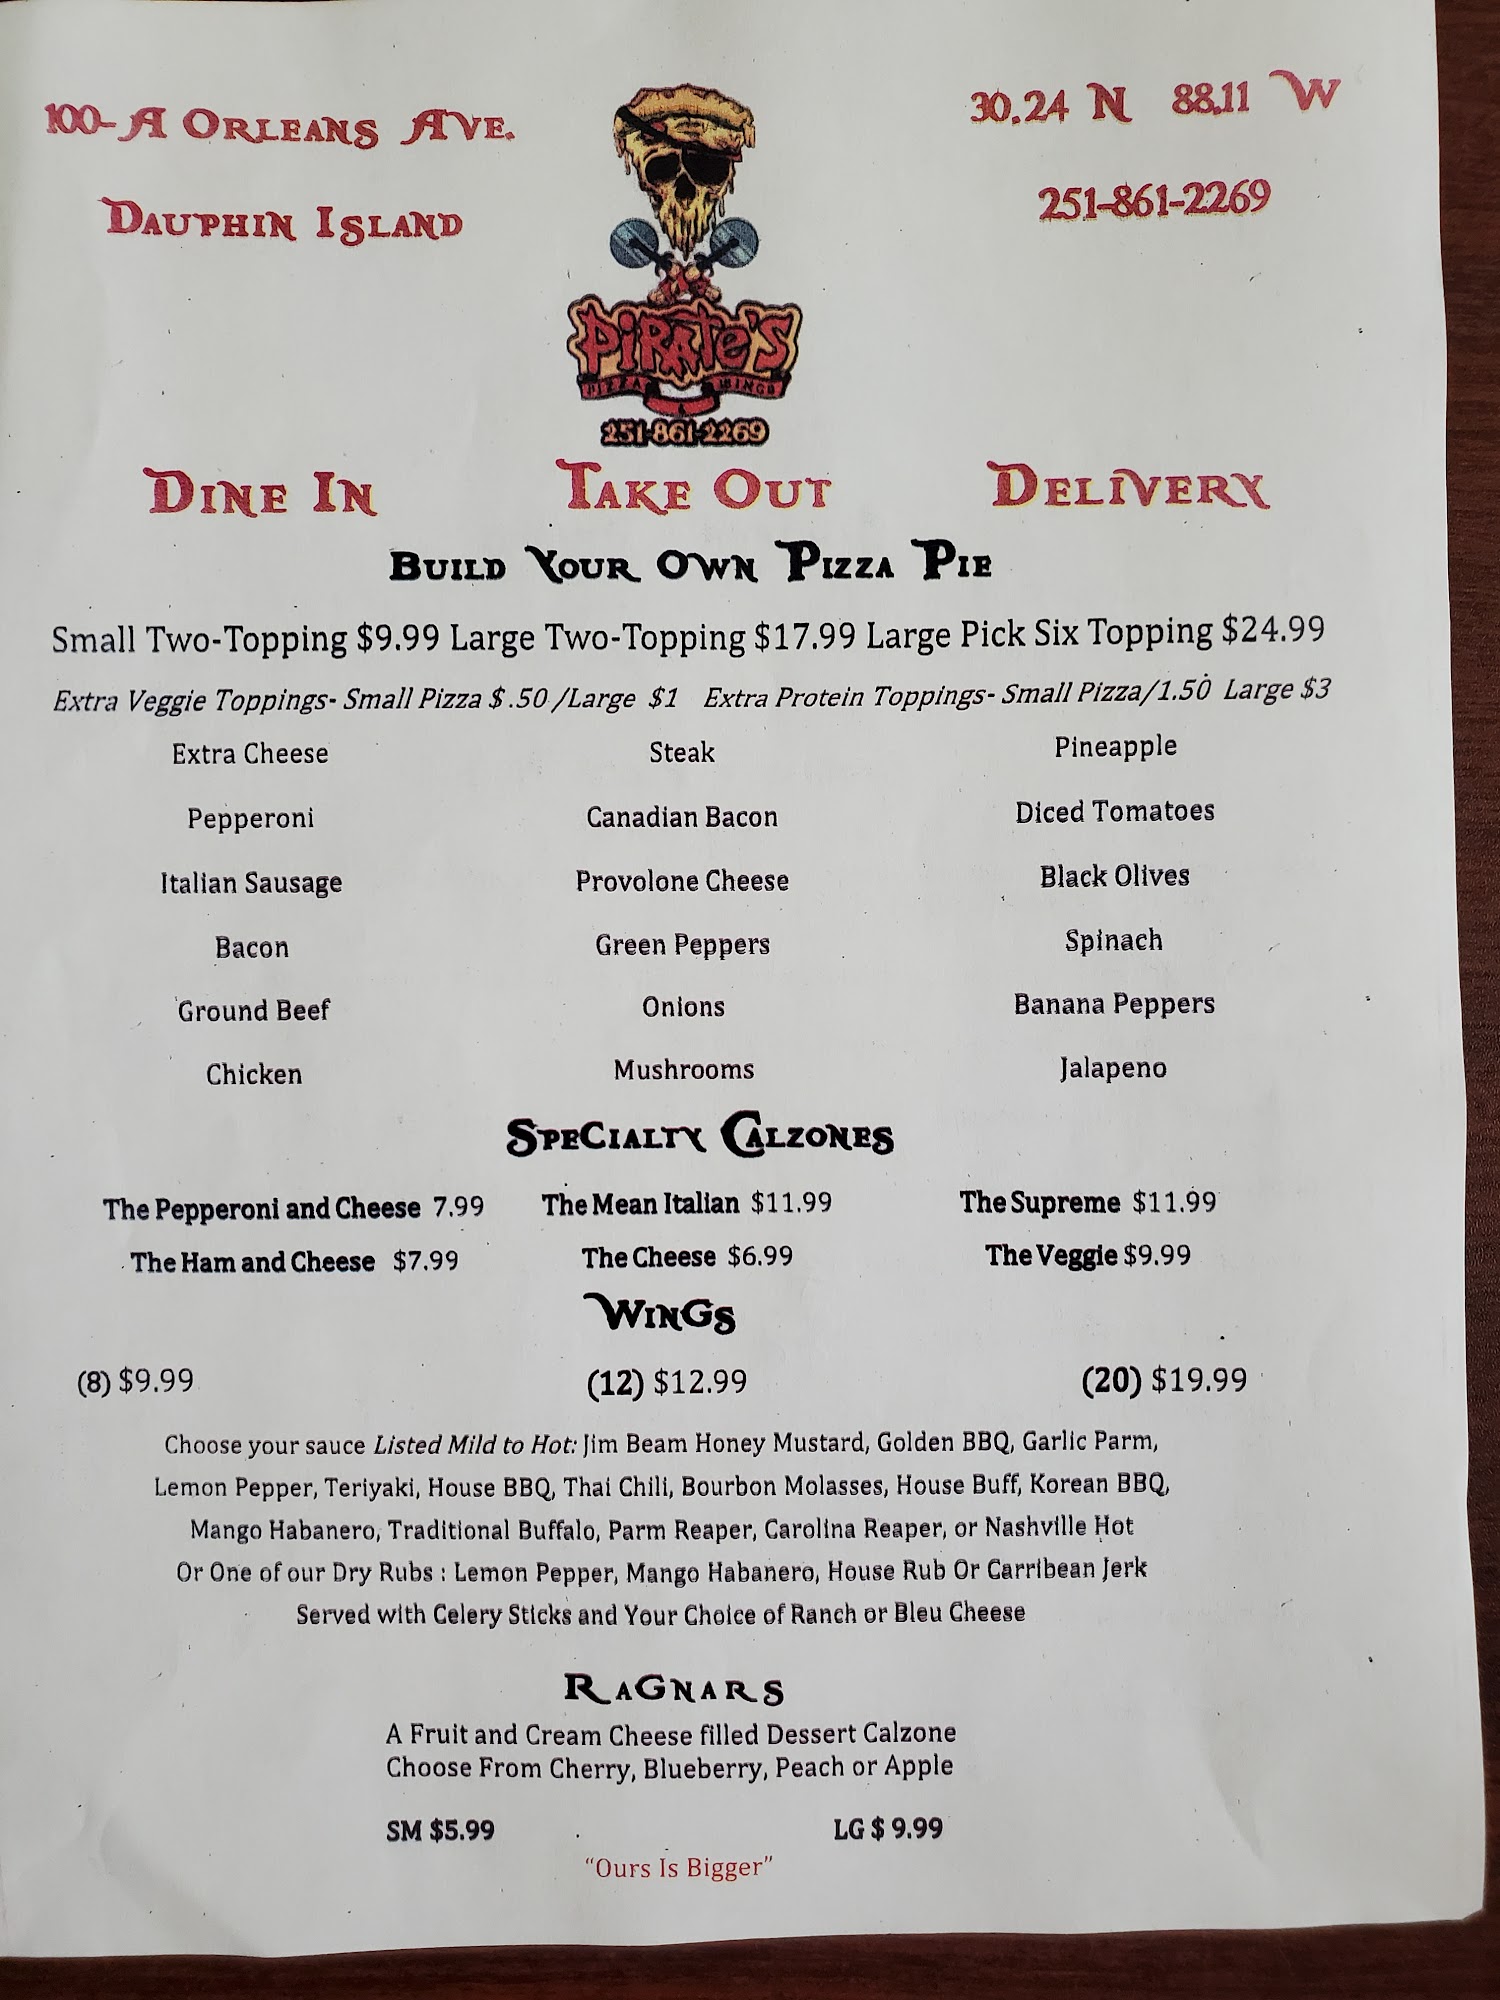 100-A Orleans Ave.
30.24 N 88.11 W
Dauphin Island
251-861-2269
Pirate's
Pizza & Wings
251-861-2269
Dine In Take Out Delivery
Build Your Own Pizza Pie
Small Two-Topping $9.99 Large Two-Topping $17.99 Large Pick Six Topping $24.99
Extra Veggie Toppings- Small Pizza $.50/Large $1 Extra Protein Toppings- Small Pizza/1.50 Large $3
Extra Cheese Steak Pineapple
Pepperoni Canadian Bacon Diced Tomatoes
Italian Sausage Provolone Cheese Black Olives
Bacon Green Peppers Spinach
Ground Beef Onions Banana Peppers
Chicken Mushrooms Jalapeno
Specialty Calzones
The Pepperoni and Cheese 7.99 The Mean Italian $11.99 The Supreme $11.99
The Ham and Cheese $7.99 The Cheese $6.99 The Veggie $9.99
Wings
(8) $9.99 (12) $12.99 (20) $19.99
Choose your sauce Listed Mild to Hot: Jim Beam Honey Mustard, Golden BBQ, Garlic Parm,
Lemon Pepper, Teriyaki, House BBQ, Thai Chili, Bourbon Molasses, House Buff, Korean BBQ,
Mango Habanero, Traditional Buffalo, Parm Reaper, Carolina Reaper, or Nashville Hot
Or One of our Dry Rubs : Lemon Pepper, Mango Habanero, House Rub Or Carribean Jerk
Served with Celery Sticks and Your Choice of Ranch or Bleu Cheese
Ragnars
A Fruit and Cream Cheese filled Dessert Calzone
Choose From Cherry, Blueberry, Peach or Apple
SM $5.99 LG $ 9.99
"Ours Is Bigger"